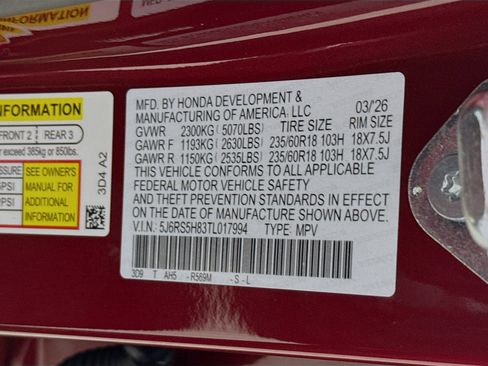 INFORMATION
INFORMATION
FRONT 2 REAR 3
exceed 385kg or 850lbs.
SEE OWNER'S
MANUAL FOR
ADDITIONAL
INFORMATION
PSI
3D4 A2
MFD. BY HONDA DEVELOPMENT & 03/'26
MANUFACTURING OF AMERICA, LLC
GVWR 2300KG (5070LBS) TIRE SIZE RIM SIZE
GAWR F 1193KG (2630LBS) 235/60R18 103H 18X7.5J
GAWR R 1150KG (2535LBS) 235/60R18 103H 18X7.5J
THIS VEHICLE CONFORMS TO ALL APPLICABLE
FEDERAL MOTOR VEHICLE SAFETY
AND THEFT PREVENTION STANDARDS IN EFFECT
ON THE DATE OF MANUFACTURE SHOWN ABOVE.
V.I.N.: 5J6RS5H83TL017994 TYPE: MPV
3D9 T AH5 -R569M -S -L